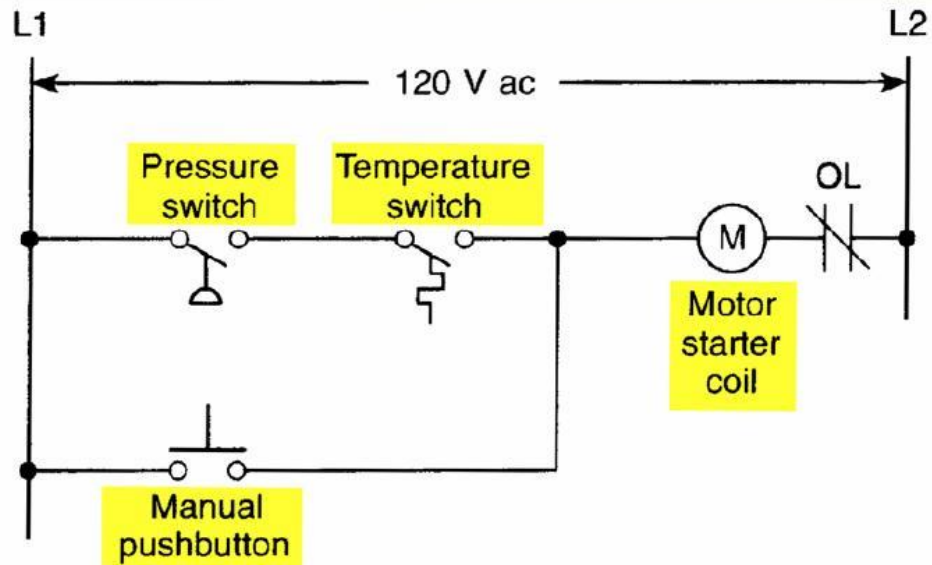 L1
L2
120 V ac
Pressure
switch
Temperature
switch
OL
M
Motor
starter
coil
Manual
pushbutton